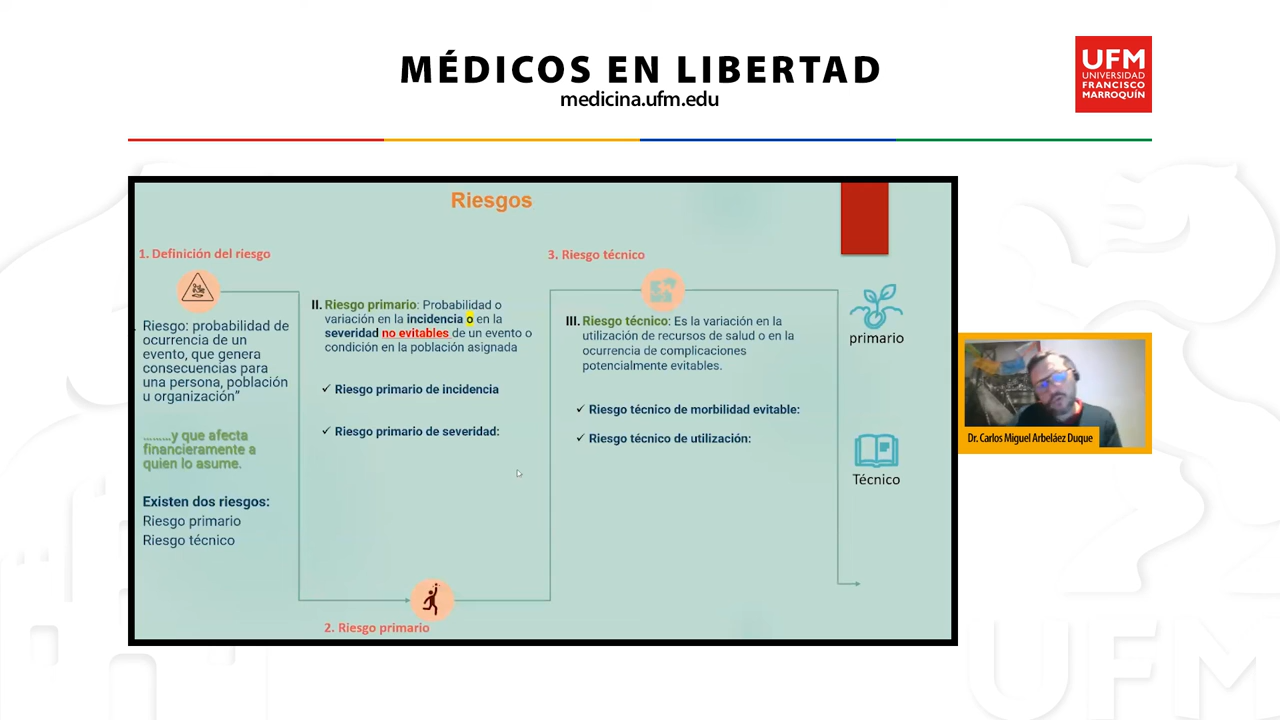 MÉDICOS EN LIBERTAD
medicina.ufm.edu
UFM
UNIVERSIDAD
FRANCISCO
MARROQUÍN
Riesgos
1. Definición del riesgo
Riesgo: probabilidad de
ocurrencia de un
evento, que genera
consecuencias para
una persona, población
u organización”
………y que afecta
financieramente a
quien lo asume.
Existen dos riesgos:
Riesgo primario
Riesgo técnico
II. Riesgo primario: Probabilidad o
variación en la incidencia o en la
severidad no evitables de un evento o
condición en la población asignada
✓ Riesgo primario de incidencia
✓ Riesgo primario de severidad:
2. Riesgo primario
3. Riesgo técnico
III. Riesgo técnico: Es la variación en la
utilización de recursos de salud o en la
ocurrencia de complicaciones
potencialmente evitables.
✓ Riesgo técnico de morbilidad evitable:
✓ Riesgo técnico de utilización:
primario
Técnico
Dr. Carlos Miguel Arbeláez Duque
UFM